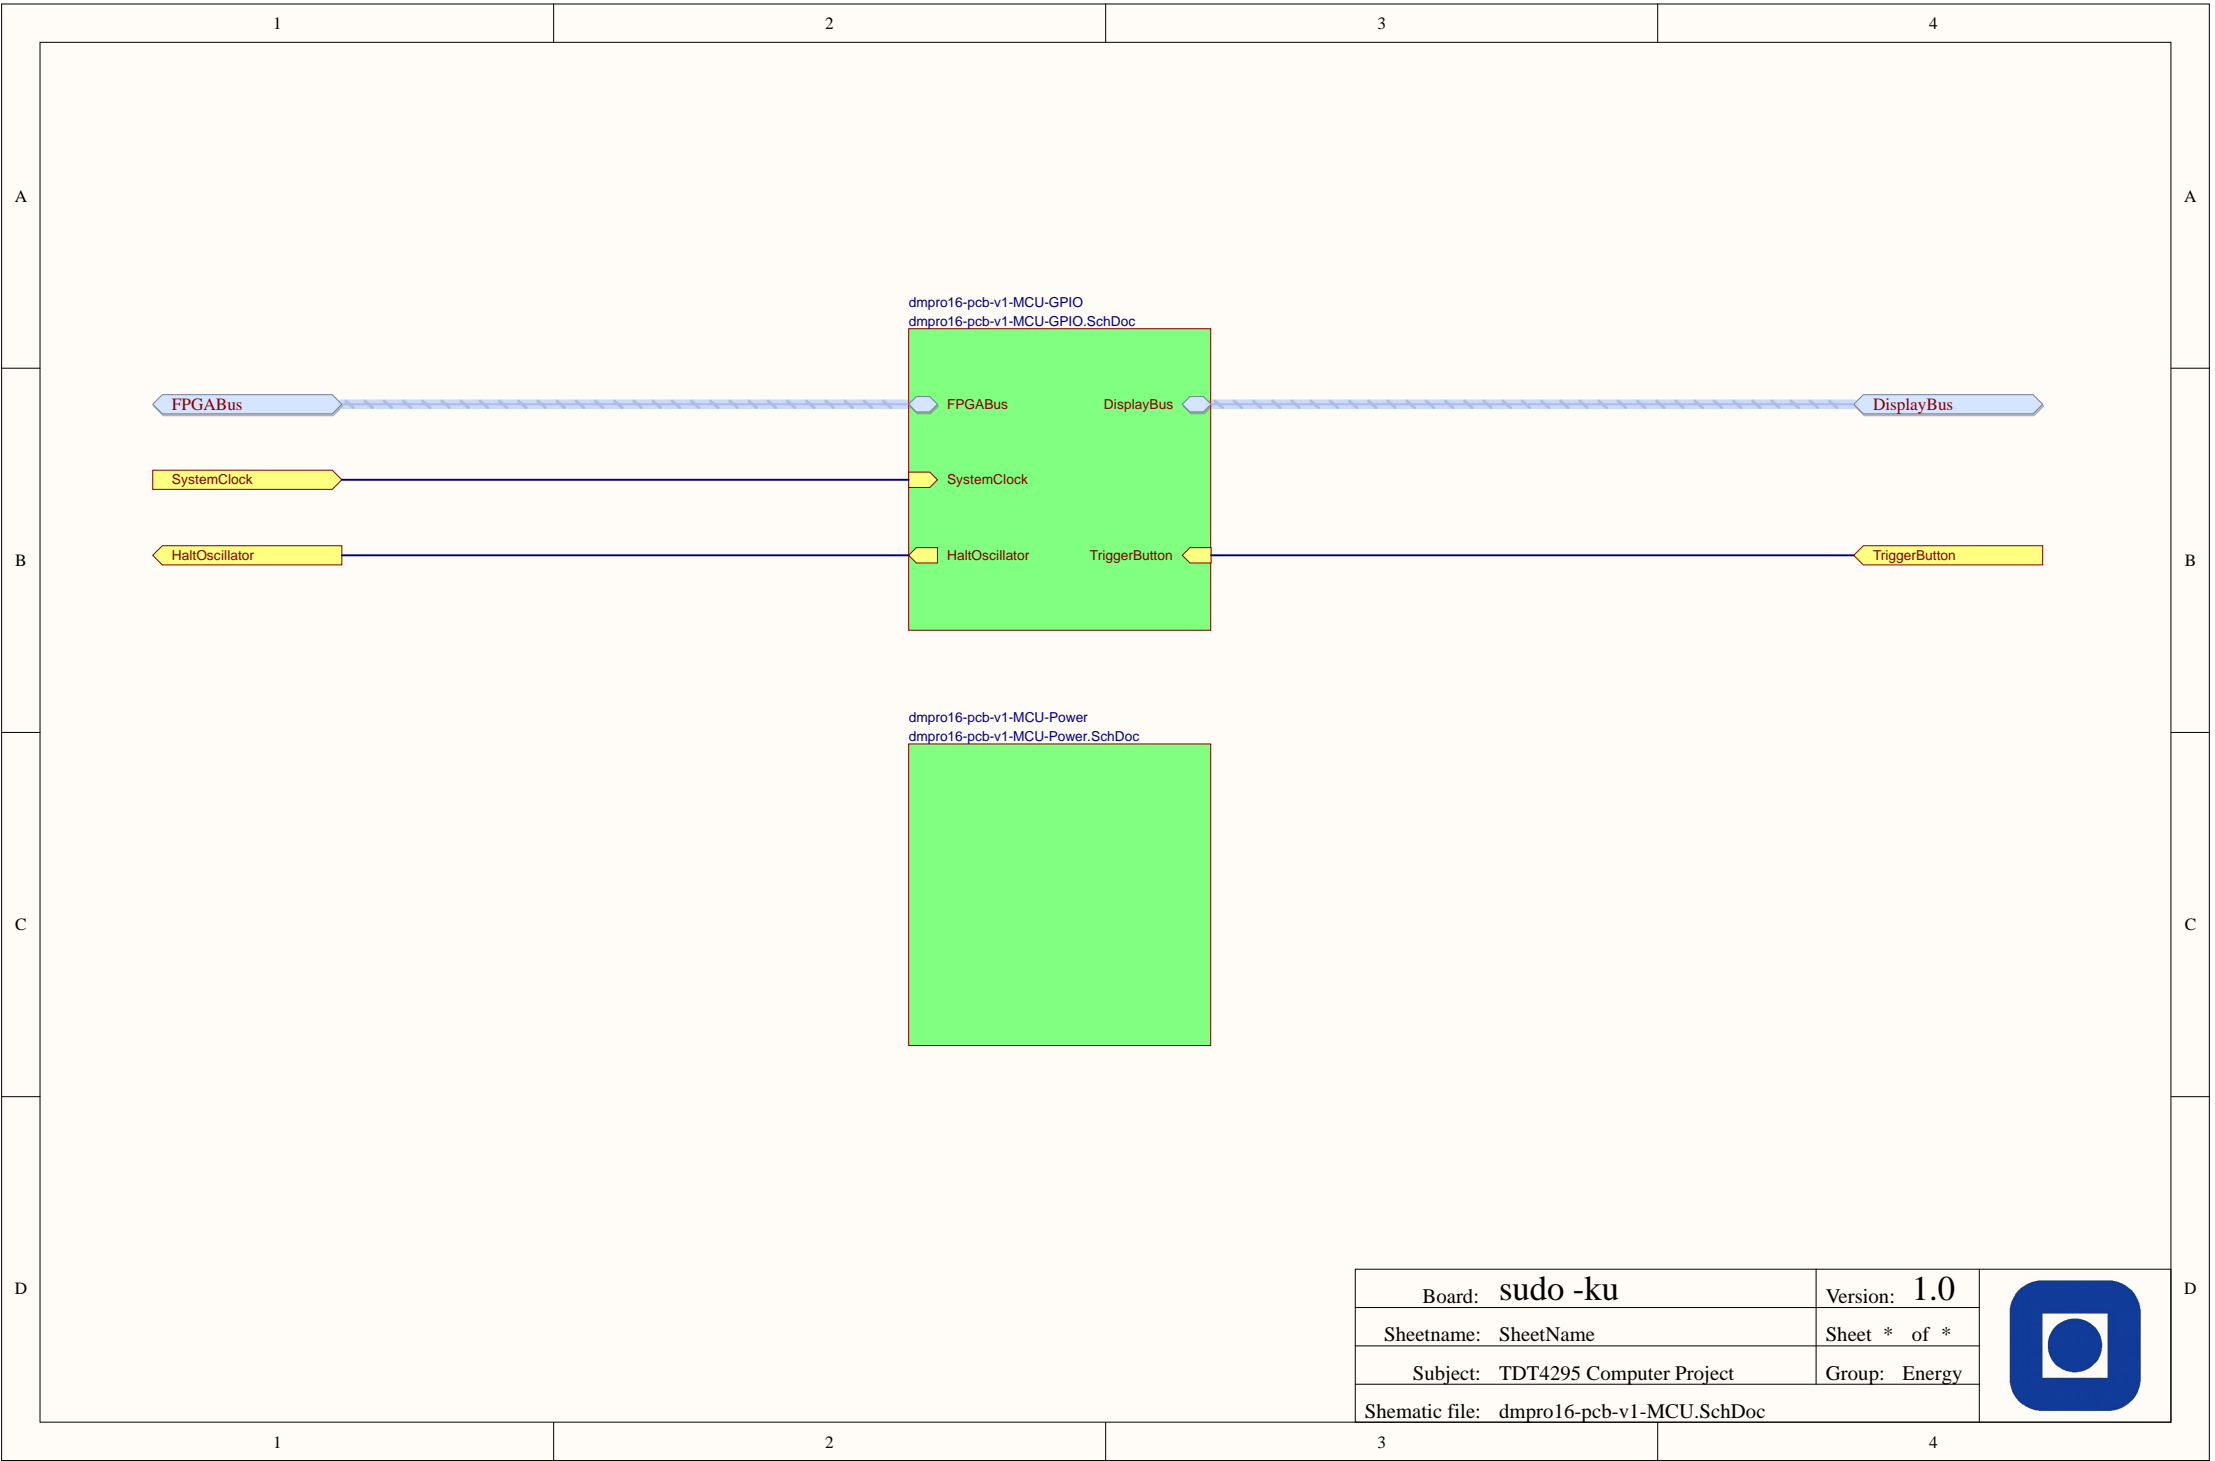 1 2 3 4
A A
dmpro16-pcb-v1-MCU-GPIO
dmpro16-pcb-v1-MCU-GPIO.SchDoc
FPGABus FPGABus DisplayBus DisplayBus
SystemClock SystemClock
HaltOscillator HaltOscillator TriggerButton TriggerButton
B B
dmpro16-pcb-v1-MCU-Power
dmpro16-pcb-v1-MCU-Power.SchDoc
C C
D D
Board: sudo -ku Version: 1.0
Sheetname: SheetName Sheet * of *
Subject: TDT4295 Computer Project Group: Energy
Shematic file: dmpro16-pcb-v1-MCU.SchDoc
1 2 3 4